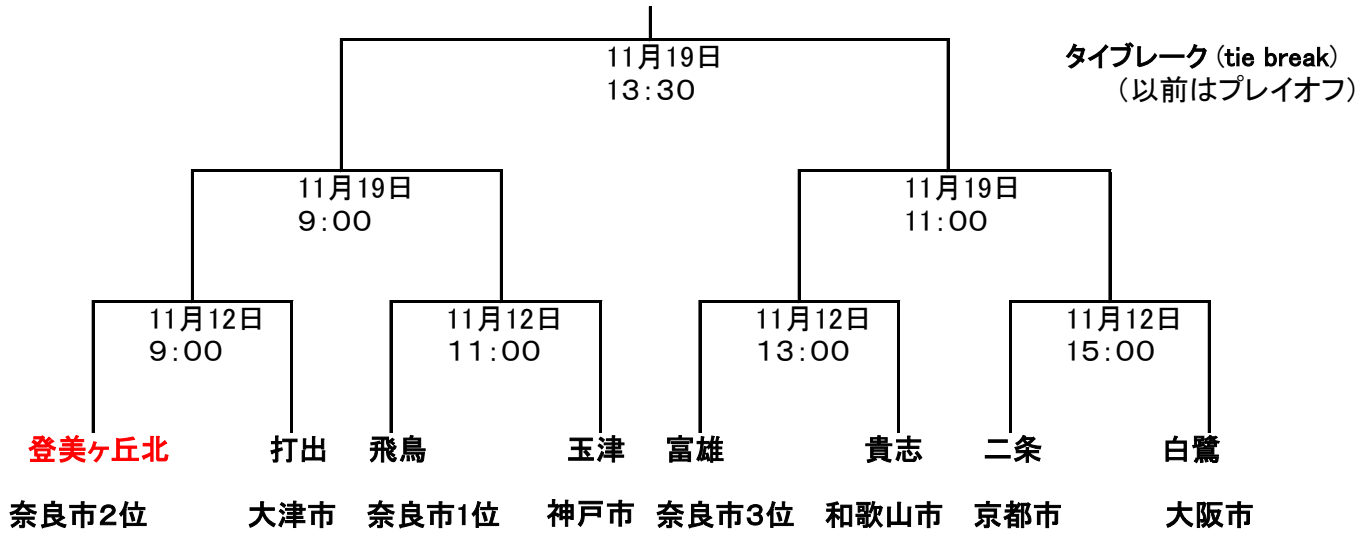 11月19日
13:30
タイブレーク (tie break)
（以前はプレイオフ）
11月19日
9:00
11月19日
11:00
11月12日
9:00
11月12日
11:00
11月12日
13:00
11月12日
15:00
登美ヶ丘北 打出 飛鳥 玉津 富雄 貴志 二条 白鷺
奈良市2位 大津市 奈良市1位 神戸市 奈良市3位 和歌山市 京都市 大阪市